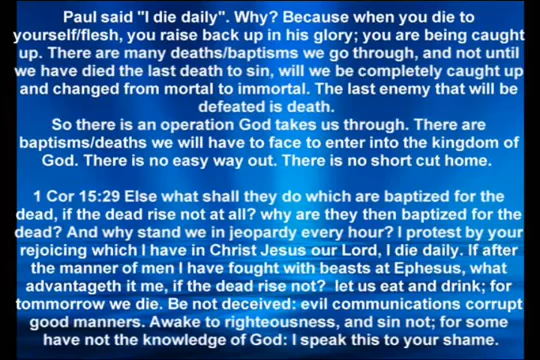 Paul said "I die daily". Why? Because when you die to
yourself/flesh, you raise back up in his glory; you are being caught
up. There are many deaths/baptisms we go through, and not until
we have died the last death to sin, will we be completely caught up
and changed from mortal to immortal. The last enemy that will be
defeated is death.
So there is an operation God takes us through. There are
baptisms/deaths we will have to face to enter into the kingdom of
God. There is no easy way out. There is no short cut home.
1 Cor 15:29 Else what shall they do which are baptized for the
dead, if the dead rise not at all? why are they then baptized for the
dead? And why stand we in jeopardy every hour? I protest by your
rejoicing which I have in Christ Jesus our Lord, I die daily. If after
the manner of men I have fought with beasts at Ephesus, what
advantageth it me, if the dead rise not?  let us eat and drink; for
tommorrow we die. Be not deceived: evil communications corrupt
good manners. Awake to righteousness, and sin not; for some
have not the knowledge of God: I speak this to your shame.